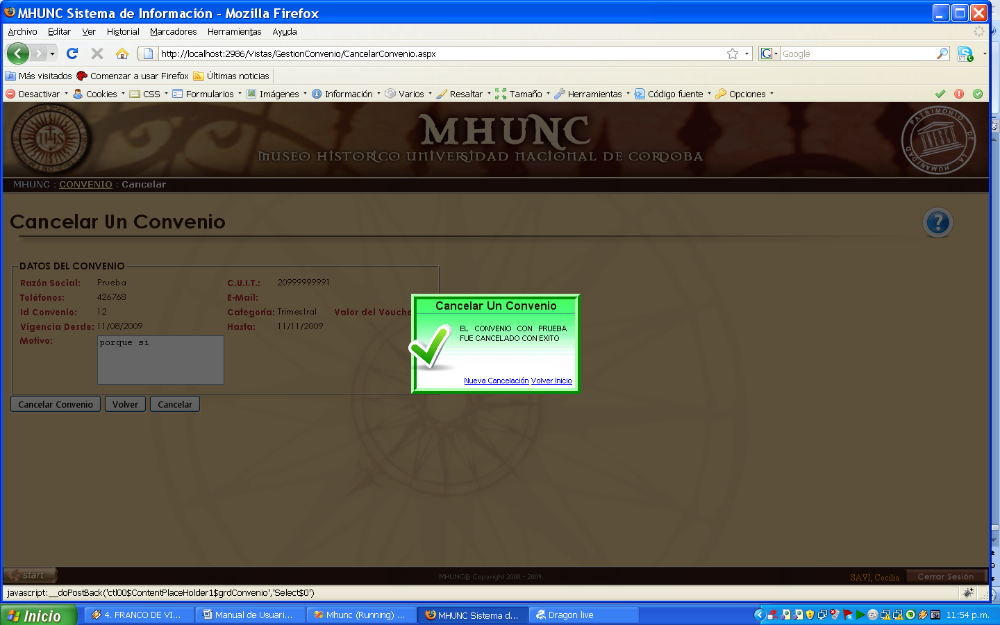 MHUNC Sistema de Información - Mozilla Firefox
Archivo Editar Ver Historial Marcadores Herramientas Ayuda
http://localhost:2986/Vistas/GestionConvenio/CancelarConvenio.aspx
Google
Más visitados Comenzar a usar Firefox Últimas noticias
Desactivar Cookies CSS Formularios Imágenes Información Varios Resaltar Tamaño Herramientas Código fuente Opciones
MHUNC
MUSEO HISTORICO UNIVERSIDAD NACIONAL DE CORDOBA
PATRIMONIO DE LA HUMANIDAD
MHUNC : CONVENIO : Cancelar
Cancelar Un Convenio
?
DATOS DEL CONVENIO
Razón Social: Prueba C.U.I.T.: 20999999991
Teléfonos: 426768 E-Mail:
Id Convenio: 12 Categoría: Trimestral Valor del Vouche
Vigencia Desde: 11/08/2009 Hasta: 11/11/2009
Motivo: porque si
Cancelar Un Convenio
EL CONVENIO CON PRUEBA
FUE CANCELADO CON EXITO
Nueva Cancelación Volver Inicio
Cancelar Convenio Volver Cancelar
start
MHUNC® Copyright 2008 - 2009
SAVI, Cecilia
Cerrar Sesión
javascript:__doPostBack('ctl00$ContentPlaceHolder1$grdConvenio','Select$0')
Inicio
4. FRANCO DE VI...
Manual de Usuari...
Mhunc (Running) ...
MHUNC Sistema d...
Dragon live
11:54 p.m.